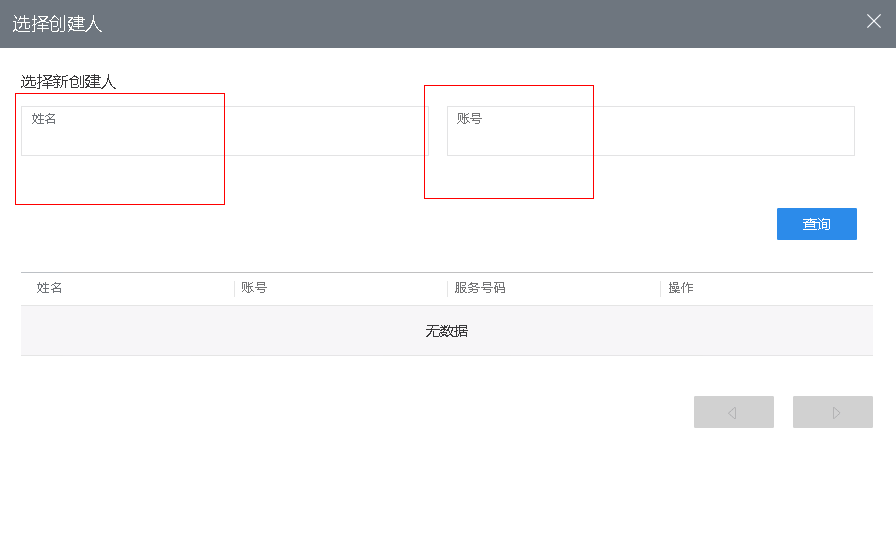 选择创建人
选择新创建人
姓名 账号
查询
姓名 账号 服务号码 操作
无数据